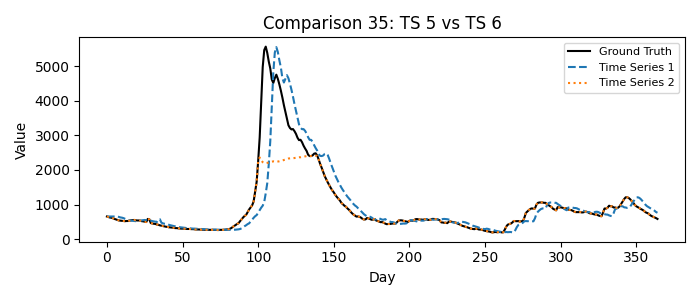 Comparison 35: TS 5 vs TS 6
Ground Truth
Time Series 1
Time Series 2
Value
5000
4000
3000
2000
1000
0
0 50 100 150 200 250 300 350
Day